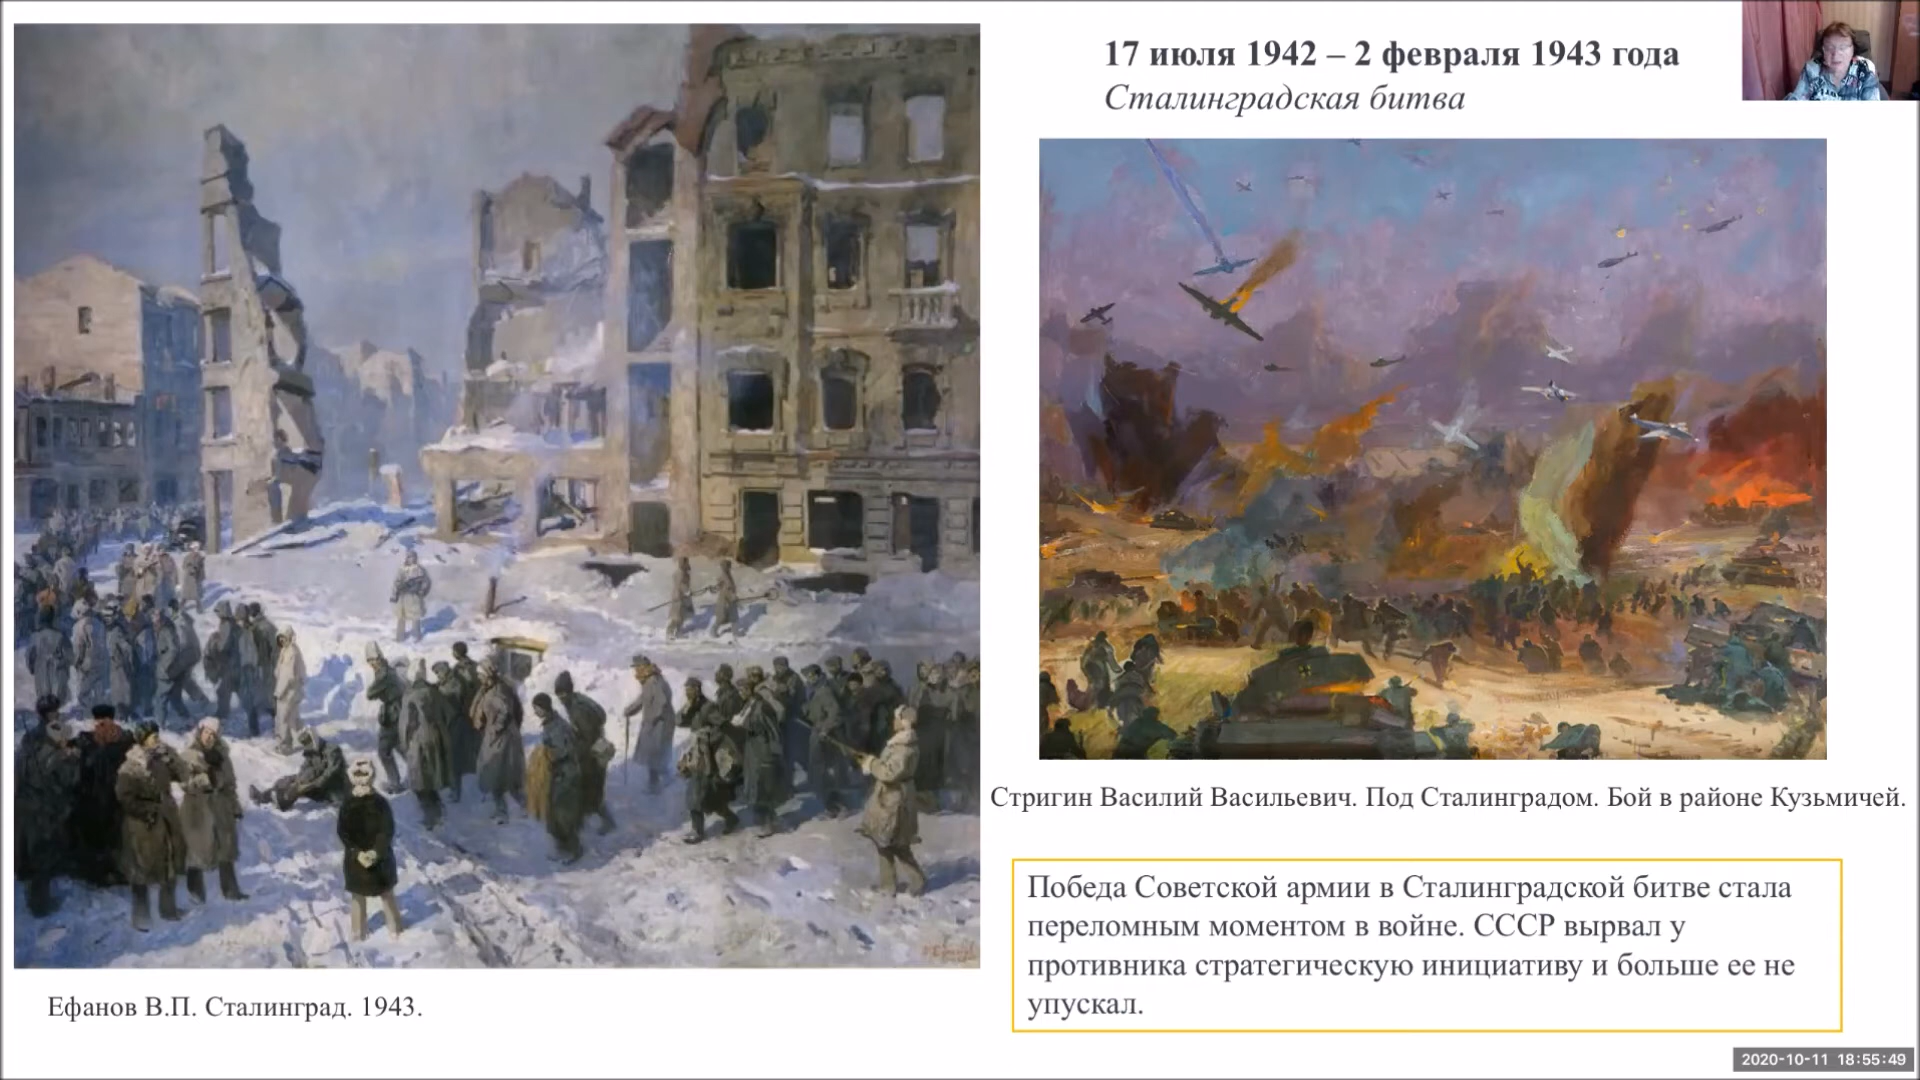 17 июля 1942 – 2 февраля 1943 года
Сталинградская битва
Стригин Василий Васильевич. Под Сталинградом. Бой в районе Кузьмичей.
Победа Советской армии в Сталинградской битве стала
переломным моментом в войне. СССР вырвал у
противника стратегическую инициативу и больше ее не
упускал.
Ефанов В.П. Сталинград. 1943.
2020-10-11 18:55:49